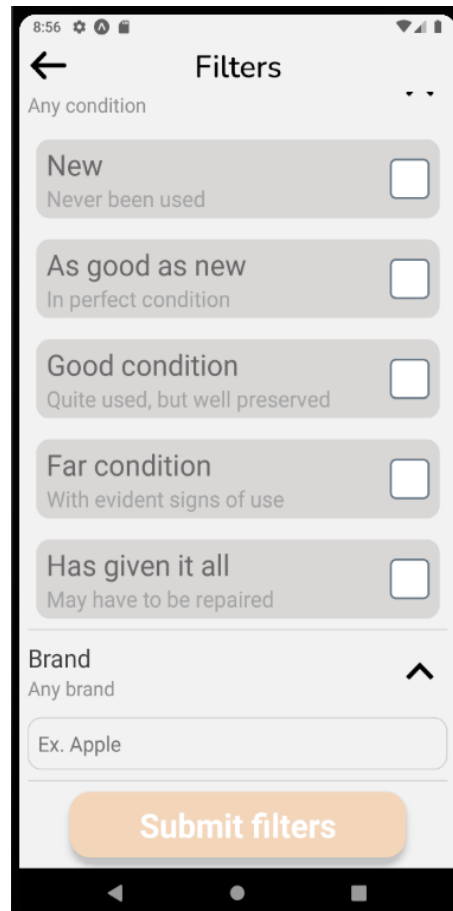 8:56
Filters
Any condition
New
Never been used
As good as new
In perfect condition
Good condition
Quite used, but well preserved
Far condition
With evident signs of use
Has given it all
May have to be repaired
Brand
Any brand
Ex. Apple
Submit filters